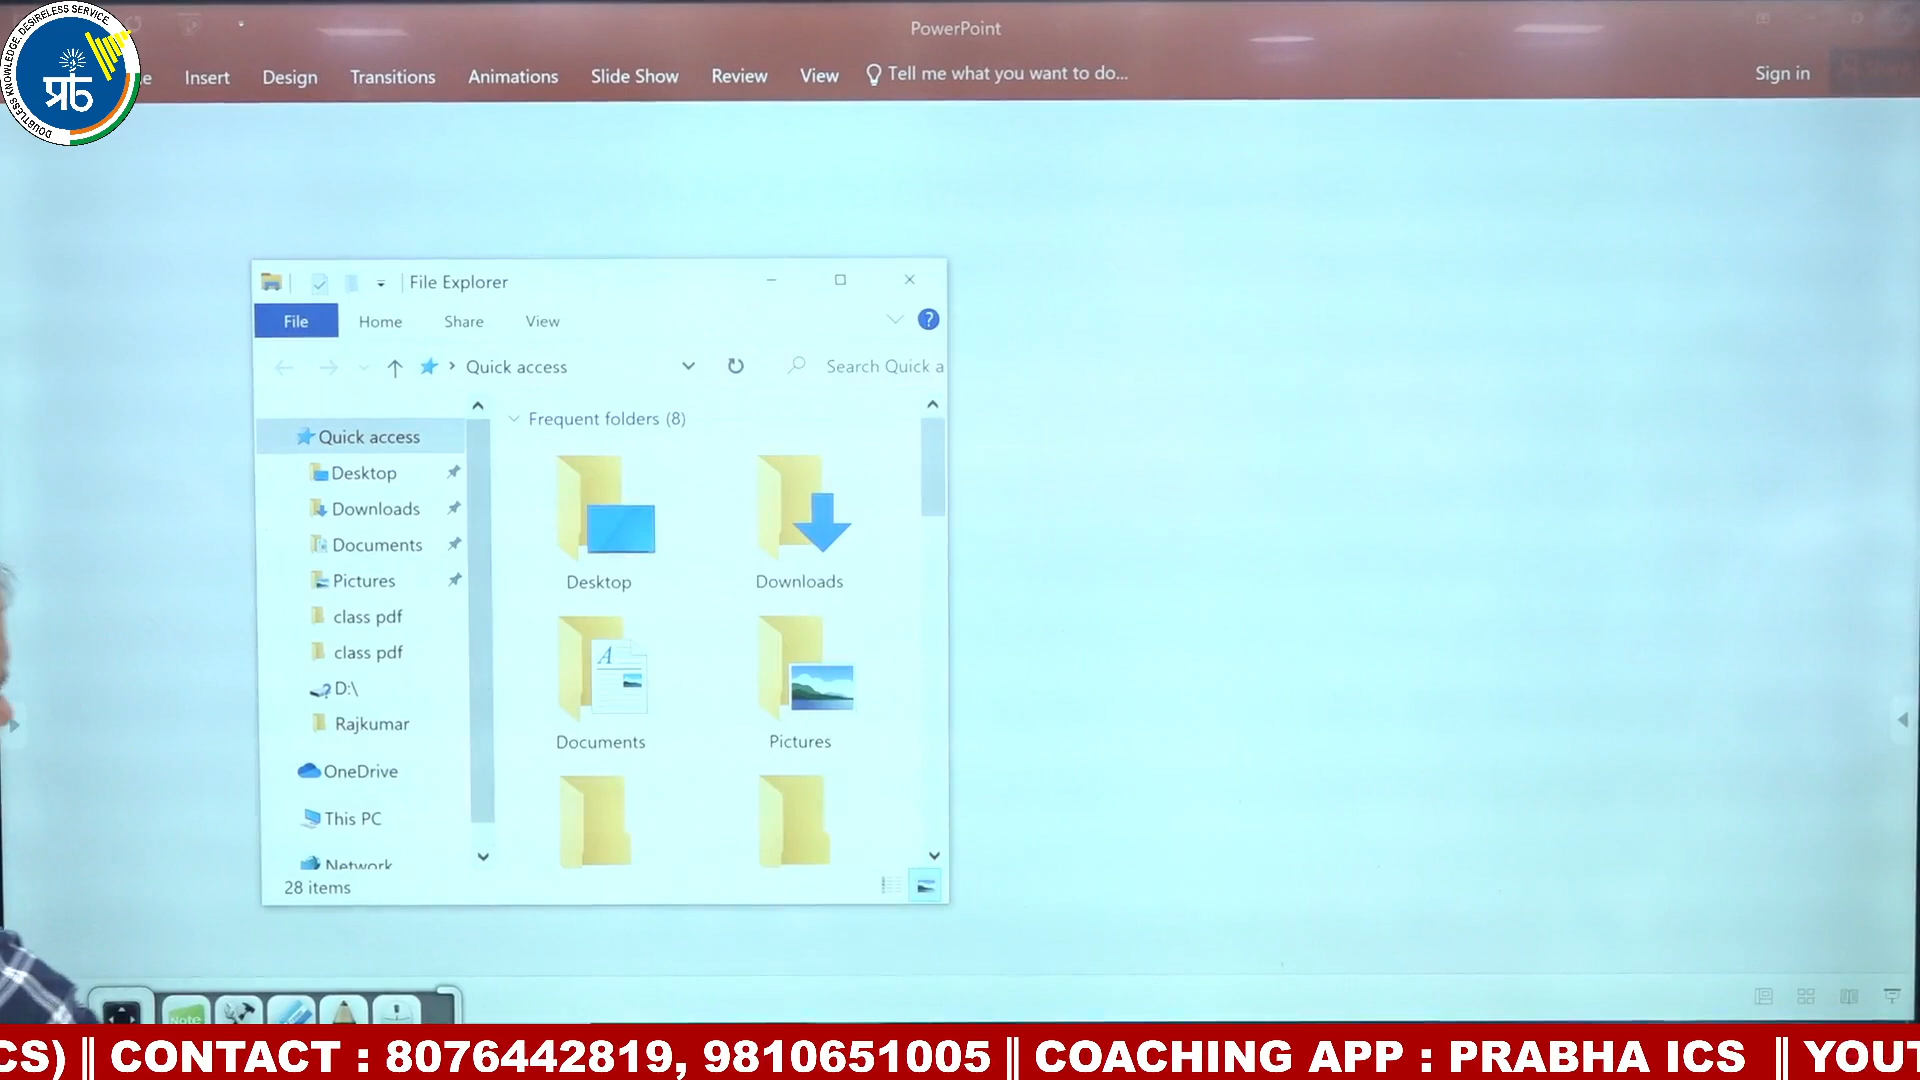 PowerPoint
Insert Design Transitions Animations Slide Show Review View Tell me what you want to do... Sign in
DOUBTLESS KNOWLEDGE, DESIRELESS SERVICE
प्रb
File Explorer
File Home Share View
Quick access
Search Quick a
Quick access
Desktop
Downloads
Documents
Pictures
class pdf
class pdf
D:\
Rajkumar
OneDrive
This PC
Network
Frequent folders (8)
Desktop Downloads
Documents Pictures
28 items
Note
CS) || CONTACT : 8076442819, 9810651005 || COACHING APP : PRABHA ICS || YOUT